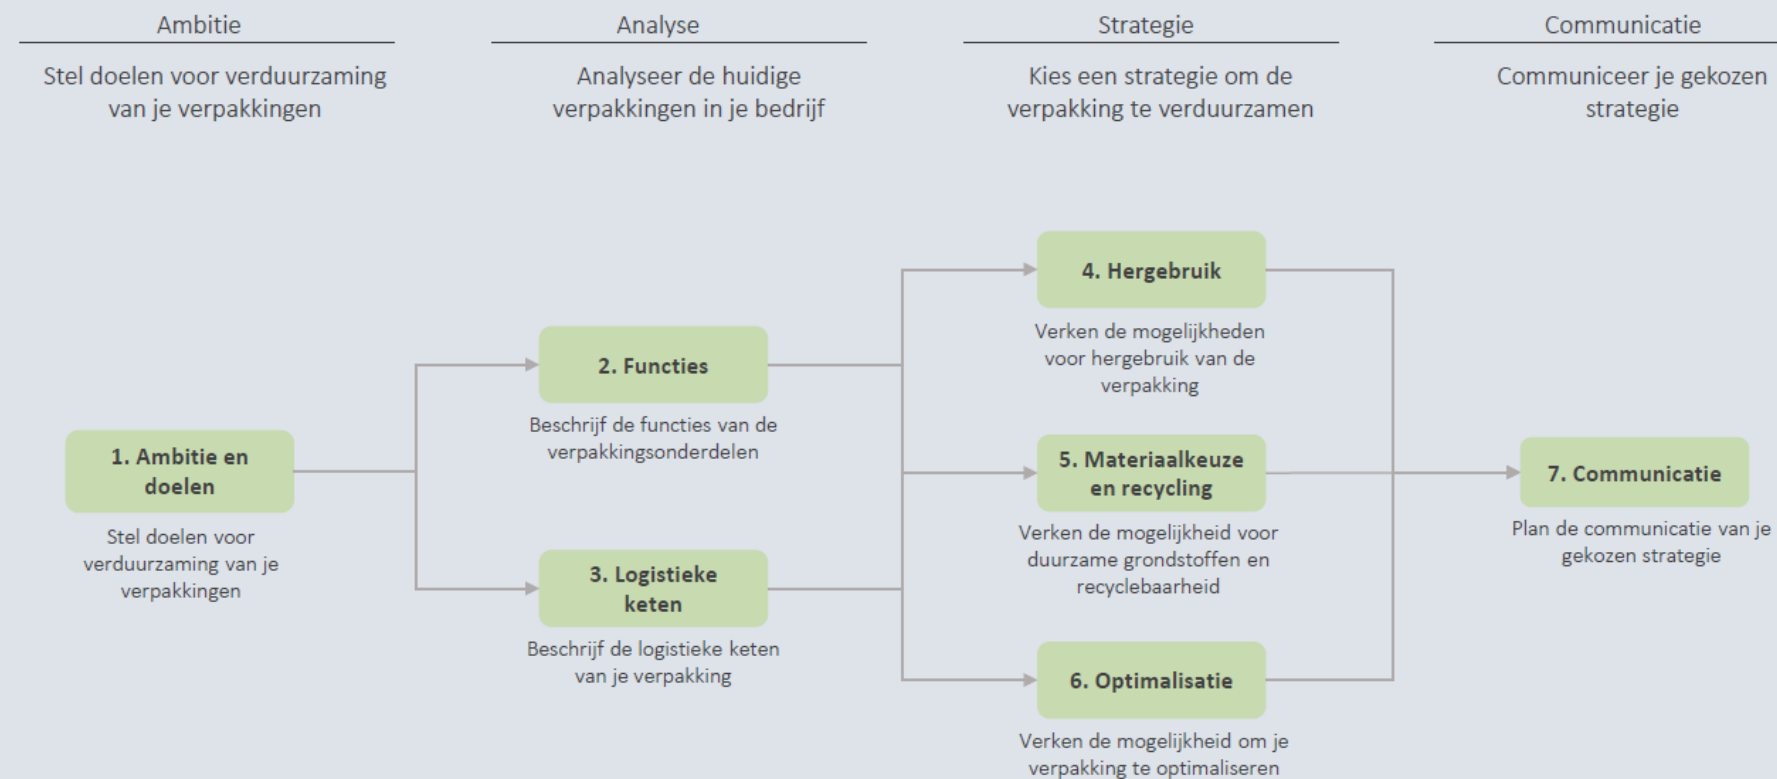 Ambitie
Stel doelen voor verduurzaming
van je verpakkingen
Analyse
Analyseer de huidige
verpakkingen in je bedrijf
Strategie
Kies een strategie om de
verpakking te verduurzamen
Communicatie
Communiceer je gekozen
strategie
1. Ambitie en
doelen
Stel doelen voor
verduurzaming van je
verpakkingen
2. Functies
Beschrijf de functies van de
verpakkingsonderdelen
3. Logistieke
keten
Beschrijf de logistieke keten
van je verpakking
4. Hergebruik
Verken de mogelijkheden
voor hergebruik van de
verpakking
5. Materiaalkeuze
en recycling
Verken de mogelijkheid voor
duurzame grondstoffen en
recyclebaarheid
6. Optimalisatie
Verken de mogelijkheid om je
verpakking te optimaliseren
7. Communicatie
Plan de communicatie van je
gekozen strategie